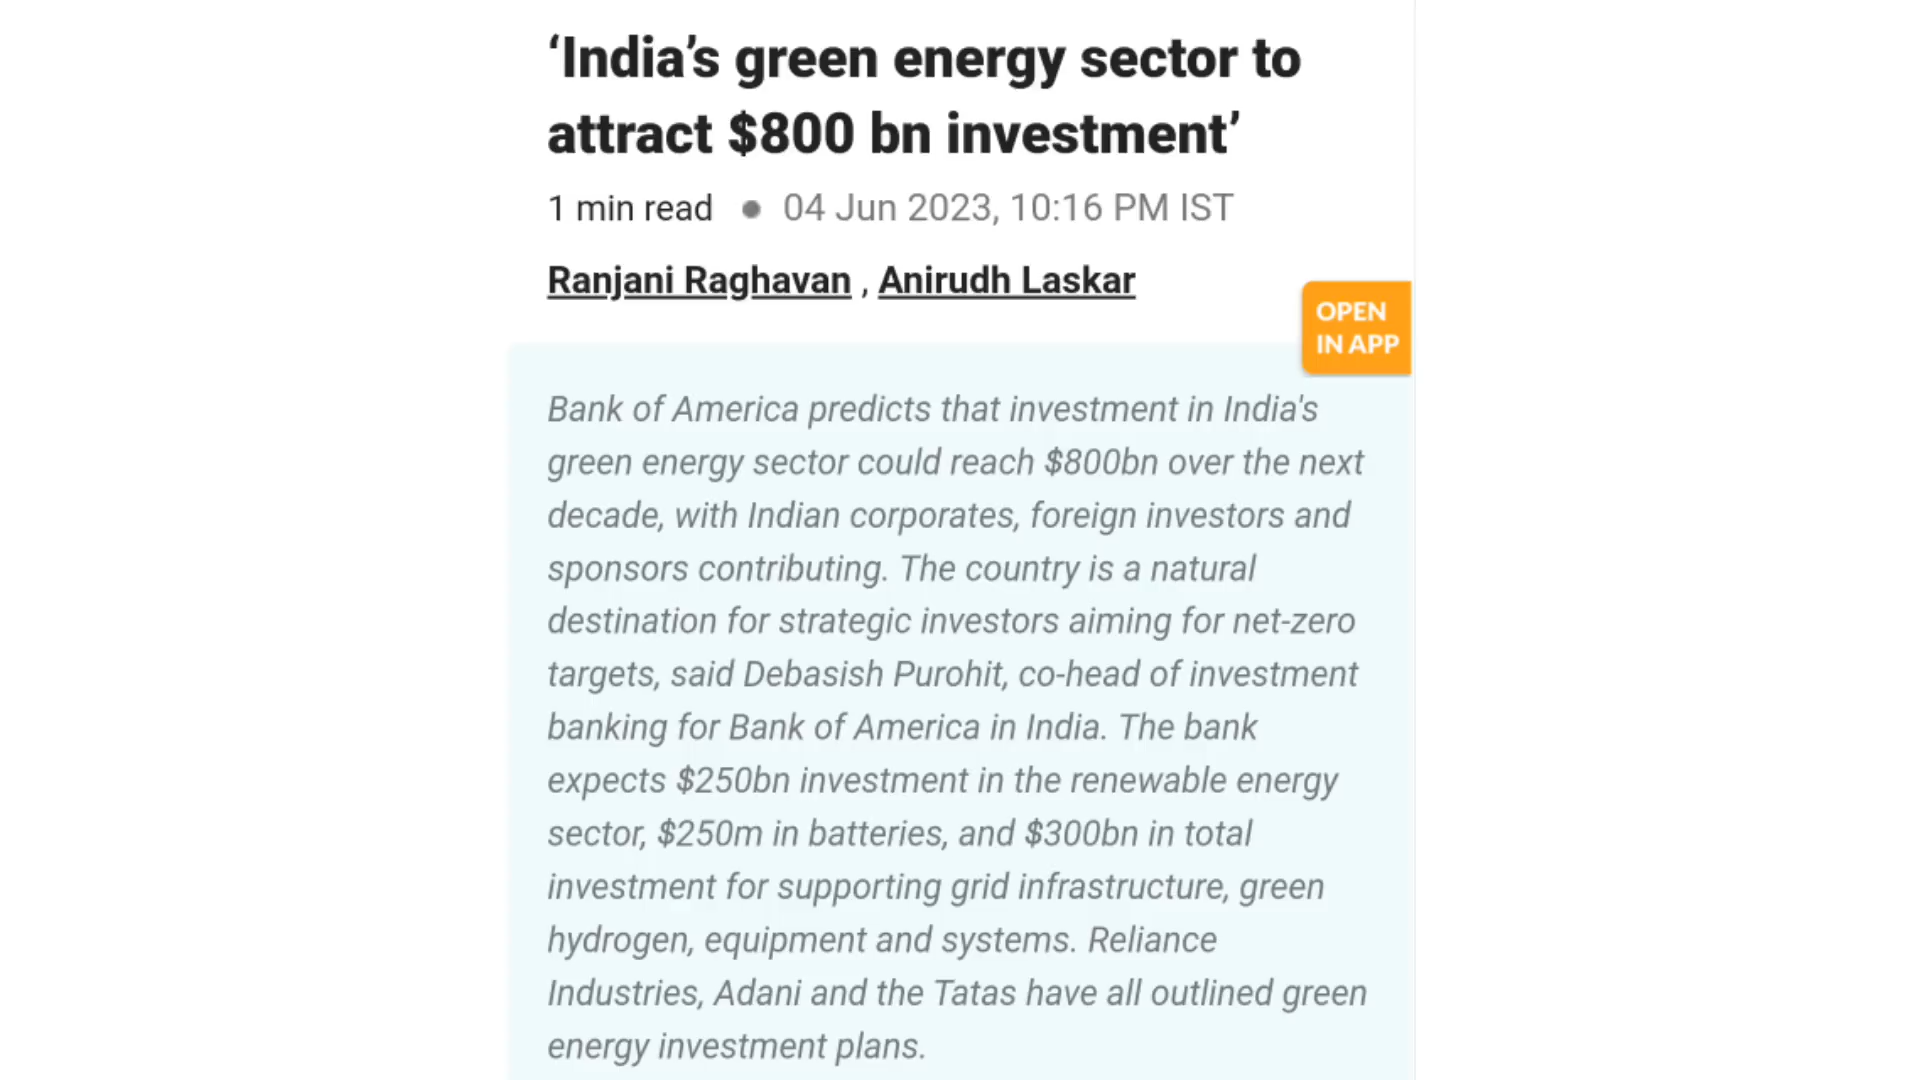 ‘India’s green energy sector to
attract $800 bn investment’
1 min read ● 04 Jun 2023, 10:16 PM IST
Ranjani Raghavan , Anirudh Laskar
OPEN
IN APP
Bank of America predicts that investment in India's
green energy sector could reach $800bn over the next
decade, with Indian corporates, foreign investors and
sponsors contributing. The country is a natural
destination for strategic investors aiming for net-zero
targets, said Debasish Purohit, co-head of investment
banking for Bank of America in India. The bank
expects $250bn investment in the renewable energy
sector, $250m in batteries, and $300bn in total
investment for supporting grid infrastructure, green
hydrogen, equipment and systems. Reliance
Industries, Adani and the Tatas have all outlined green
energy investment plans.